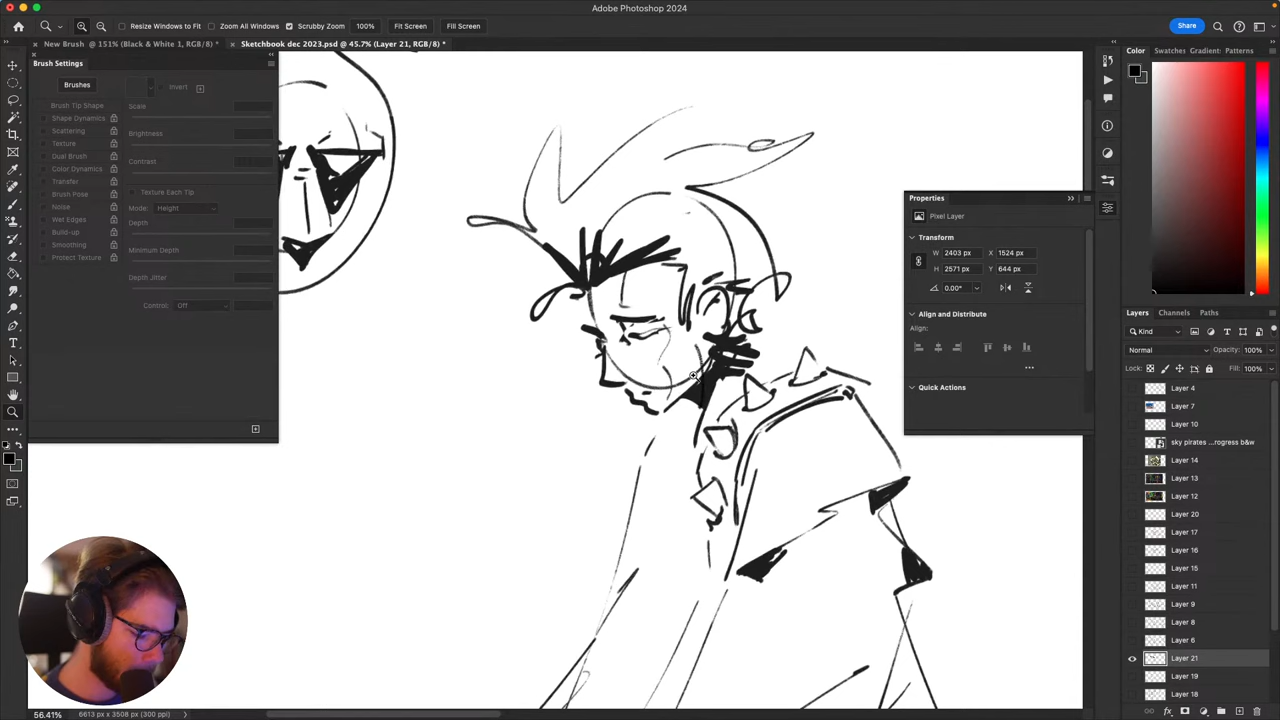 Adobe Photoshop 2024
Resize Windows to Fit
Zoom All Windows
Scrubby Zoom
100%
Fit Screen
Fill Screen
Share
New Brush @ 151% (Black & White 1, RGB/8) *
Sketchbook dec 2023.psd @ 45.7% (Layer 21, RGB/8) *
Brush Settings
Brushes
Invert
Brush Tip Shape
Scale
Shape Dynamics
Scattering
Brightness
Texture
Dual Brush
Contrast
Color Dynamics
Transfer
Brush Pose
Texture Each Tip
Noise
Mode: Height
Wet Edges
Depth
Build-up
Smoothing
Minimum Depth
Protect Texture
Depth Jitter
Control: Off
Color
Swatches
Gradient:
Patterns
Properties
Pixel Layer
Transform
W 2403 px X 1524 px
H 2571 px Y 644 px
0.00°
Align and Distribute
Align:
Quick Actions
Layers
Channels
Paths
Kind
Normal
Opacity: 100%
Lock:
Fill: 100%
Layer 4
Layer 7
Layer 10
sky pirates ...rogress b&w
Layer 14
Layer 13
Layer 12
Layer 20
Layer 17
Layer 16
Layer 15
Layer 11
Layer 9
Layer 8
Layer 6
Layer 21
Layer 19
Layer 18
56.41%
6613 px x 3508 px (300 ppi)